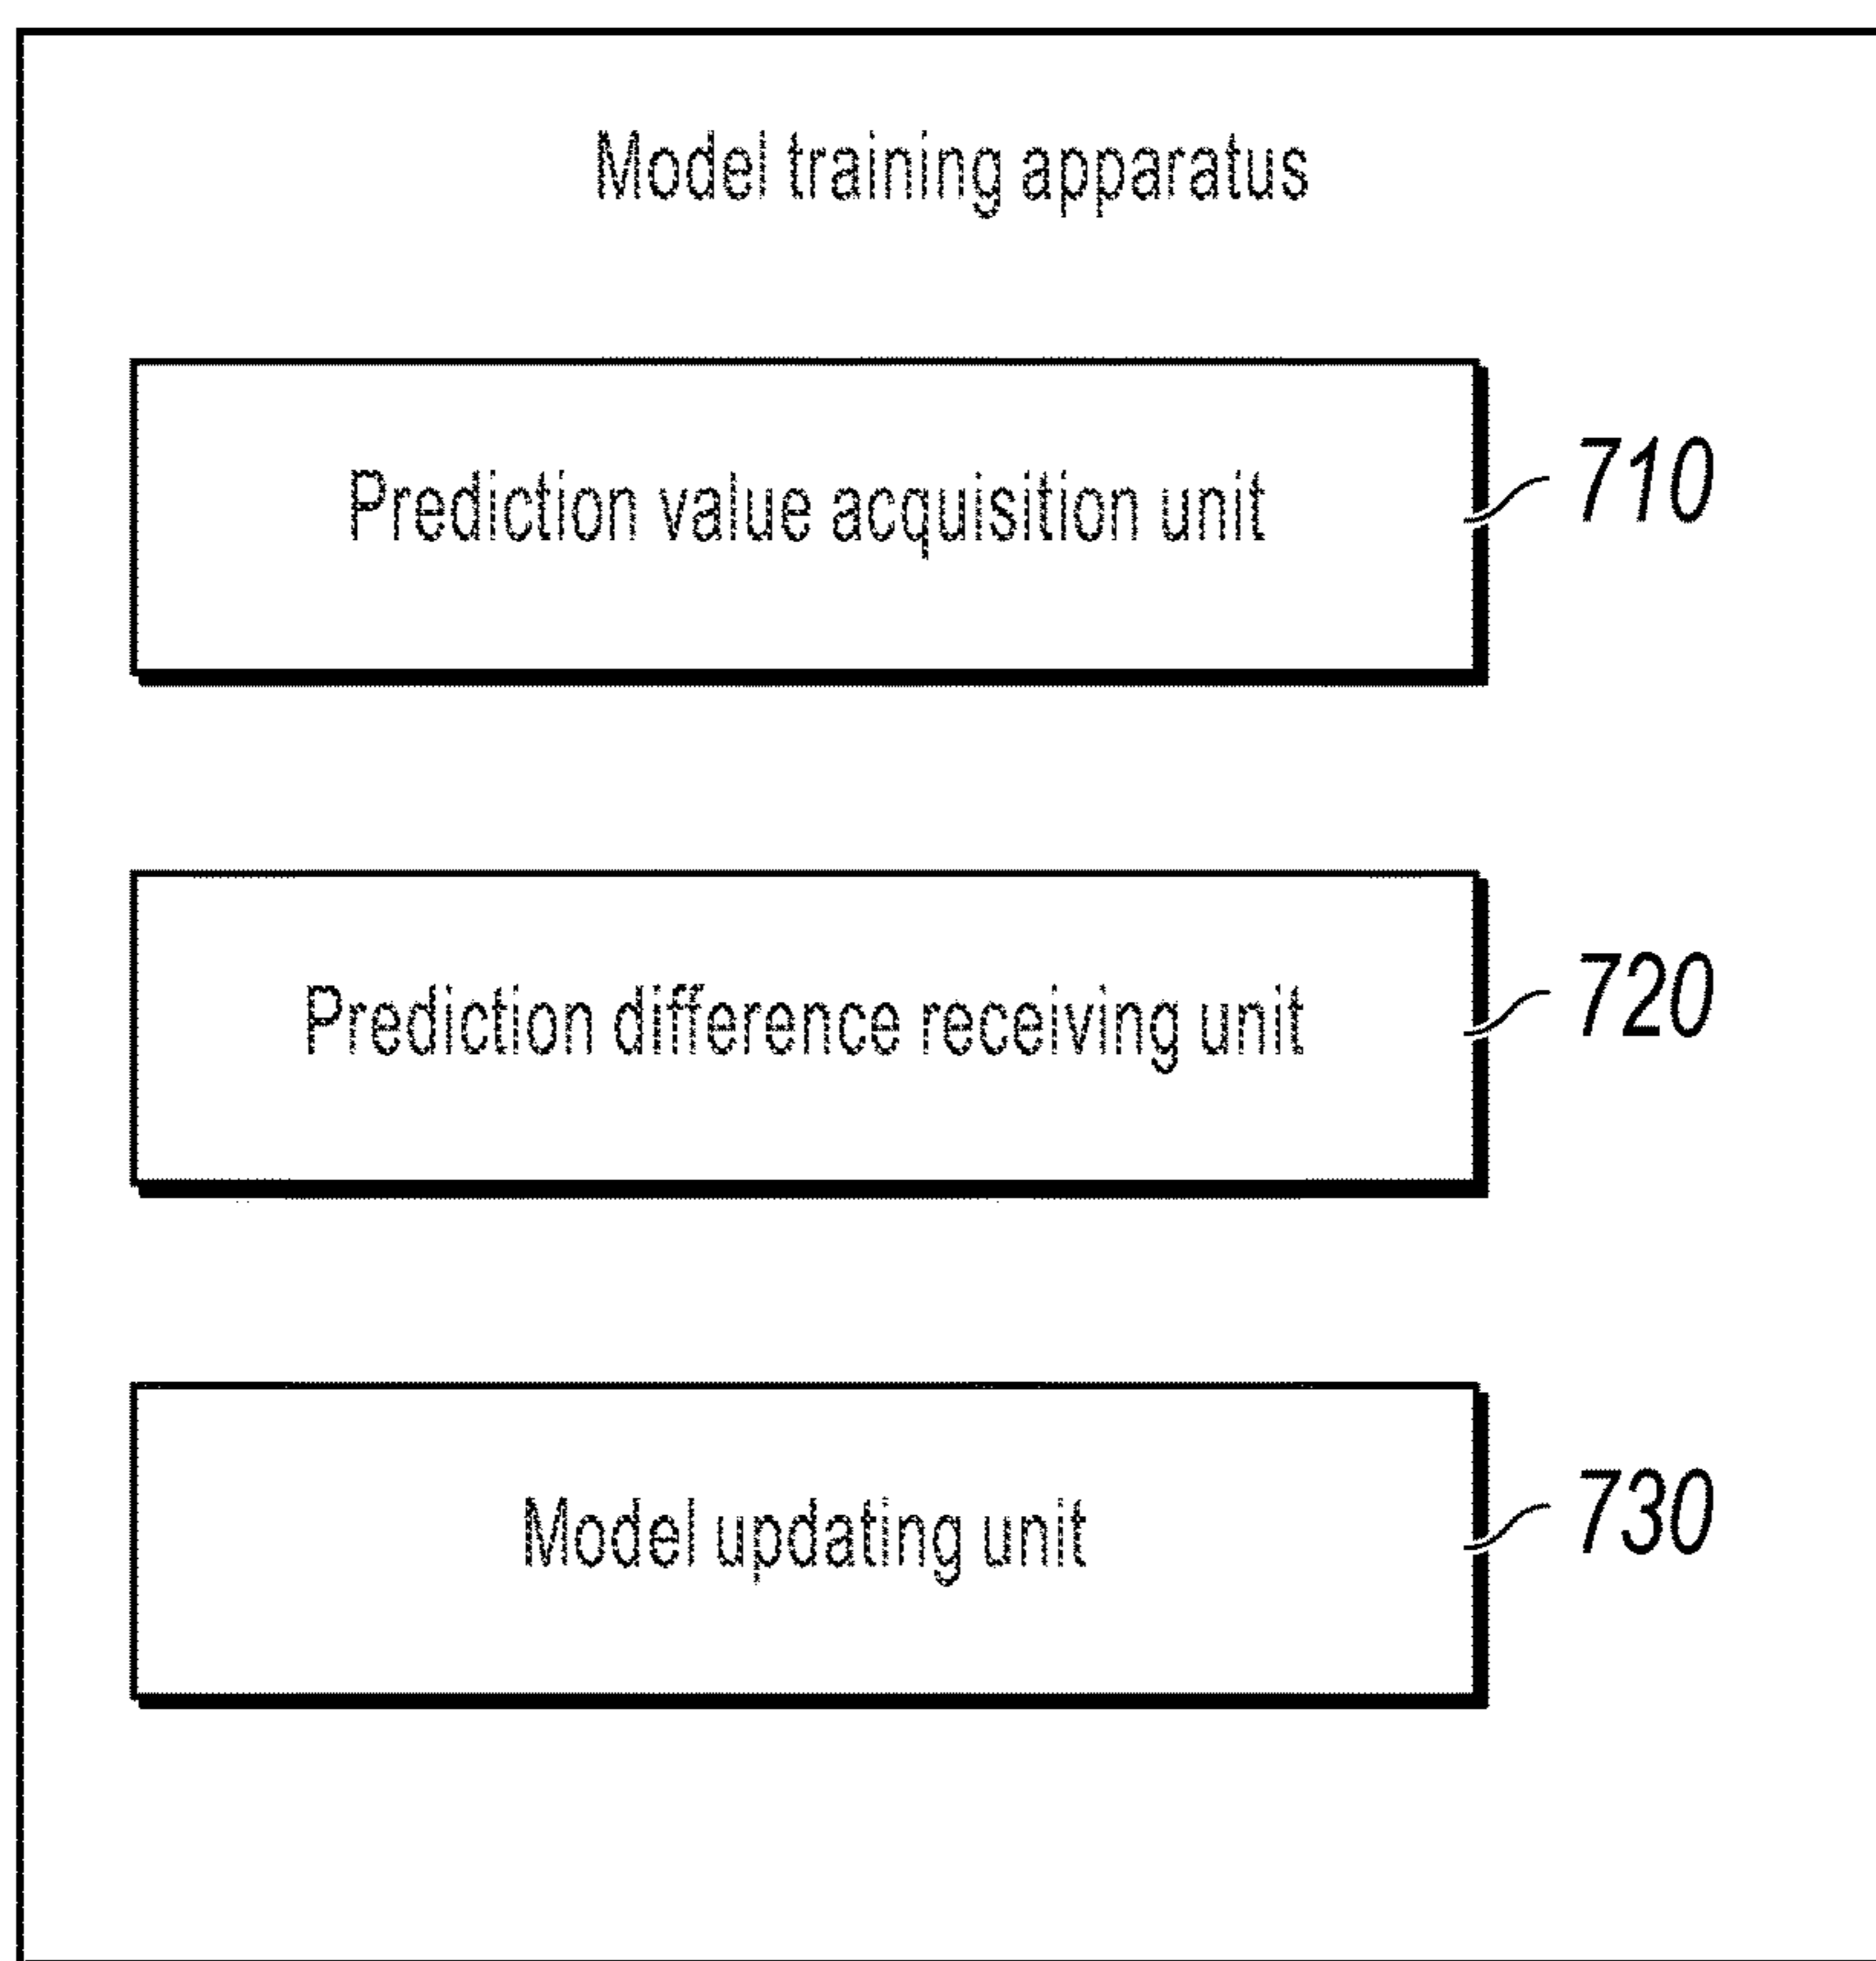 Model training apparatus
Prediction value acquisition unit
710
Prediction difference receiving unit
720
Model updating unit
730